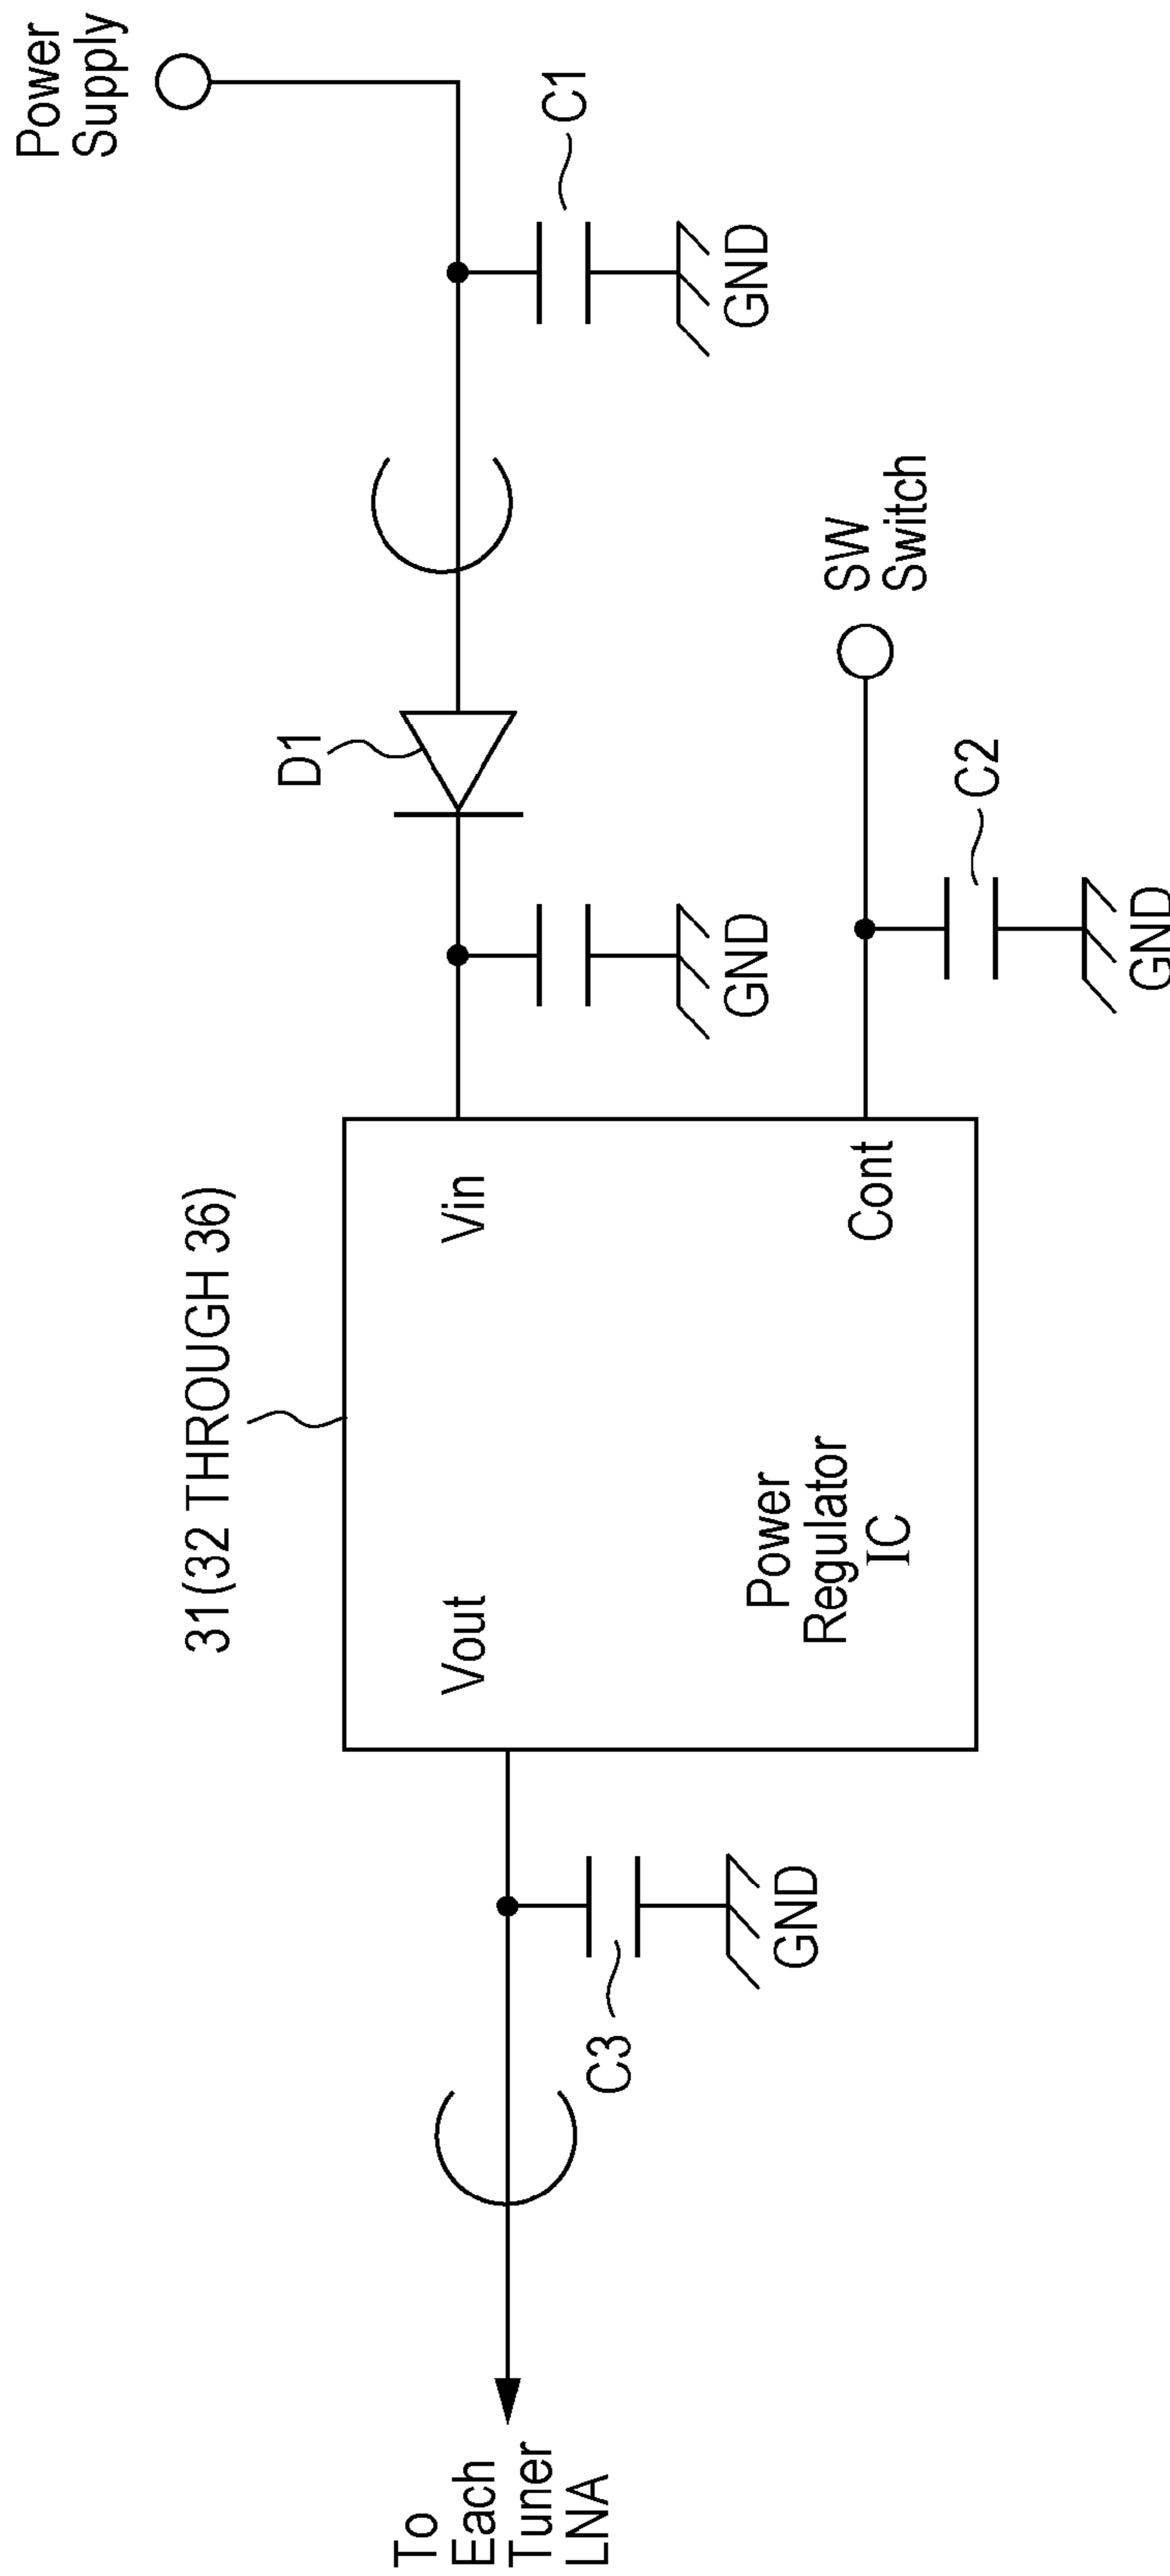 31(32 THROUGH 36)
Power
Supply
D1
To
Each
Tuner
LNA
Vout
Vin
C1
C3
GND
GND
GND
Power
Regulator
IC
Cont
SW
Switch
C2
GND